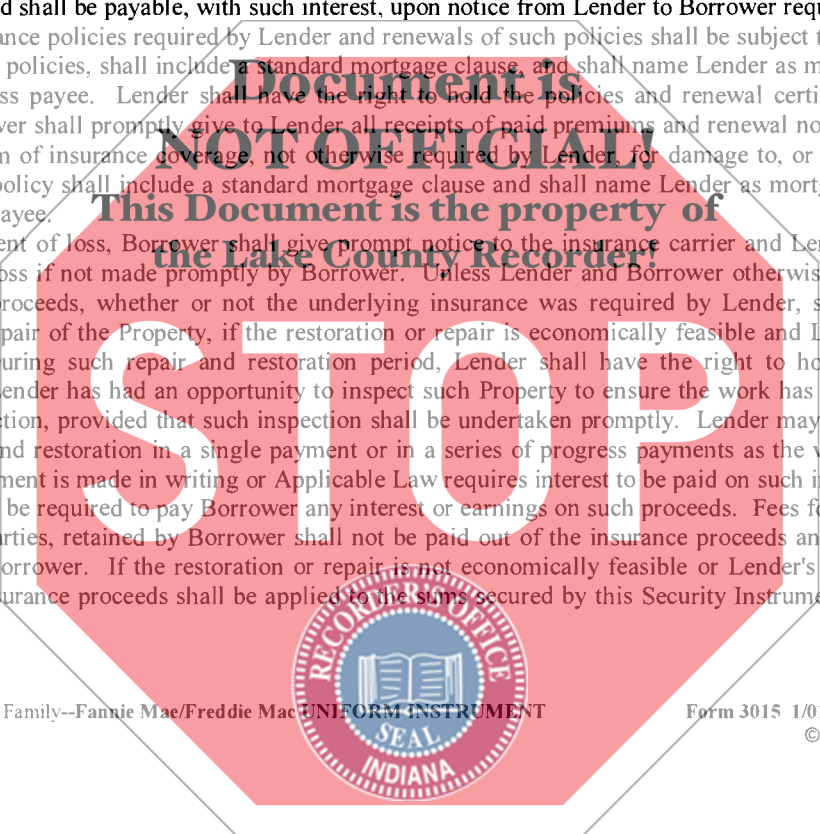 d shall be payable, with such interest, upon notice from Lender to Borrower requ
ance policies required by Lender and renewals of such policies shall be subject t
policies, shall include a standard mortgage clause, and shall name Lender as m
Document is
ss payee. Lender shall have the right to hold the policies and renewal certi
wer shall promptly give to Lender all receipts of paid premiums and renewal no
NOT OFFICIAL!
n of insurance coverage, not otherwise required by Lender, for damage to, or
policy shall include a standard mortgage clause and shall name Lender as mortg
ayee.
This Document is the property of
ent of loss, Borrower shall give prompt notice to the insurance carrier and Le
the Lake County Recorder!
oss if not made promptly by Borrower. Unless Lender and Borrower otherwis
roceeds, whether or not the underlying insurance was required by Lender, s
pair of the Property, if the restoration or repair is economically feasible and L
uring such repair and restoration period, Lender shall have the right to ho
ender has had an opportunity to inspect such Property to ensure the work has
STOP
ction, provided that such inspection shall be undertaken promptly. Lender may
nd restoration in a single payment or in a series of progress payments as the w
ment is made in writing or Applicable Law requires interest to be paid on such i
be required to pay Borrower any interest or earnings on such proceeds. Fees fo
arties, retained by Borrower shall not be paid out of the insurance proceeds an
orrower. If the restoration or repair is not economically feasible or Lender's
surance proceeds shall be applied to the sums secured by this Security Instrume
RECORDER'S OFFICE
Family--Fannie Mae/Freddie Mac UNIFORM INSTRUMENT Form 3015 1/01
©
SEAL
INDIANA